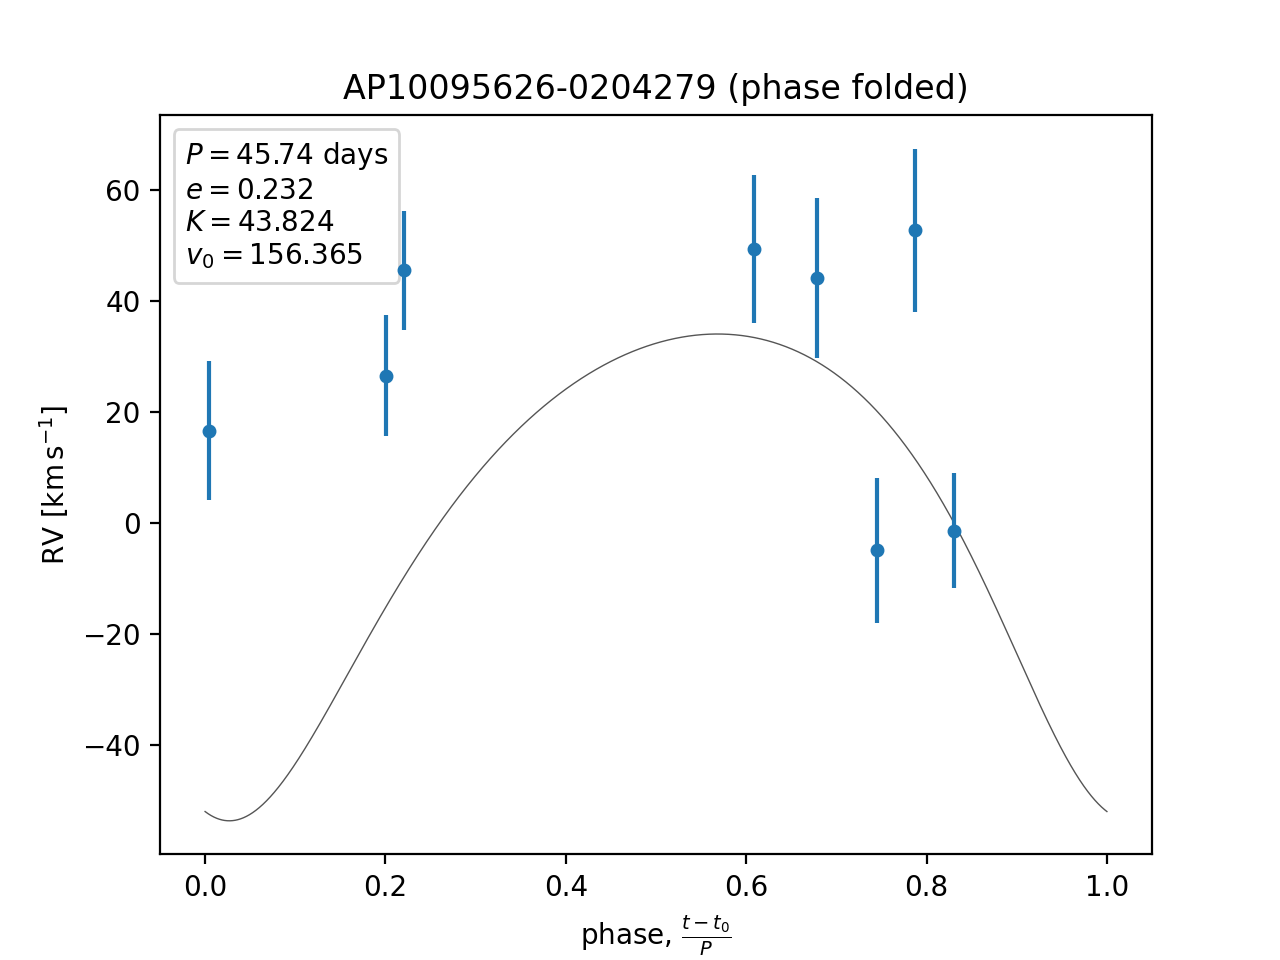 AP10095626-0204279 (phase folded)
P = 45.74 days
e = 0.232
K = 43.824
v₀ = 156.365
60
40
20
0
−20
−40
RV [km s⁻¹]
0.0 0.2 0.4 0.6 0.8 1.0
phase, (t − t₀)/P